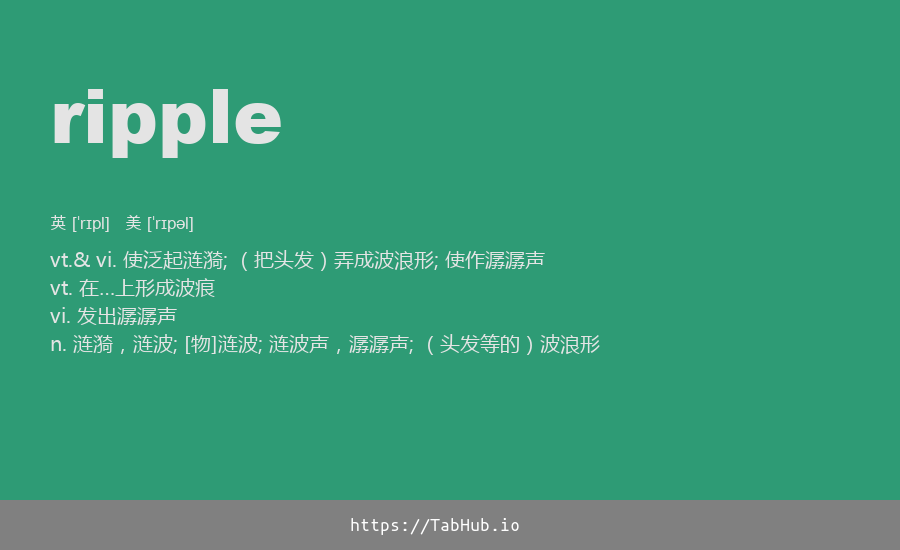 ripple
英 [ˈrɪpl] 美 [ˈrɪpəl]
vt.& vi. 使泛起涟漪; （把头发）弄成波浪形; 使作潺潺声
vt. 在…上形成波痕
vi. 发出潺潺声
n. 涟漪，涟波; [物]涟波; 涟波声，潺潺声; （头发等的）波浪形
https://TabHub.io